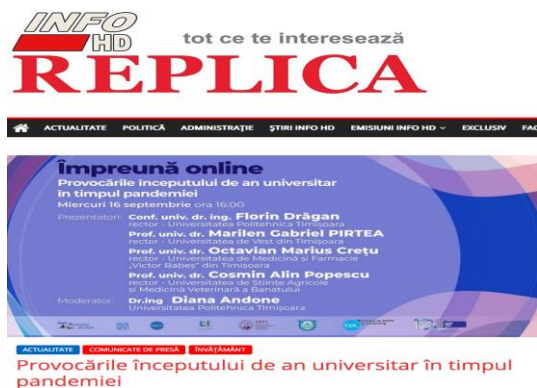 INFO
HD
tot ce te interesează
REPLICA
ACTUALITATE POLITICĂ ADMINISTRAȚIE ȘTIRI INFO HD EMISIUNI INFO HD EXCLUSIV FAC
Împreună online
Provocările începutului de an universitar
în timpul pandemiei
Miercuri 16 septembrie ora 16:00
Prezentatori: Conf. univ. dr. ing. Florin Drăgan
rector - Universitatea Politehnica Timișoara
Prof. univ. dr. Marilen Gabriel PIRTEA
rector - Universitatea de Vest din Timișoara
Prof. univ. dr. Octavian Marius Crețu
rector - Universitatea de Medicină și Farmacie
„Victor Babeș” din Timișoara
Prof. univ. dr. Cosmin Alin Popescu
rector - Universitatea de Științe Agricole
și Medicină Veterinară a Banatului
Moderator: Dr.ing Diana Andone
Universitatea Politehnica Timișoara
ACTUALITATE COMUNICATE DE PRESĂ ÎNVĂȚĂMÂNT
Provocările începutului de an universitar în timpul
pandemiei